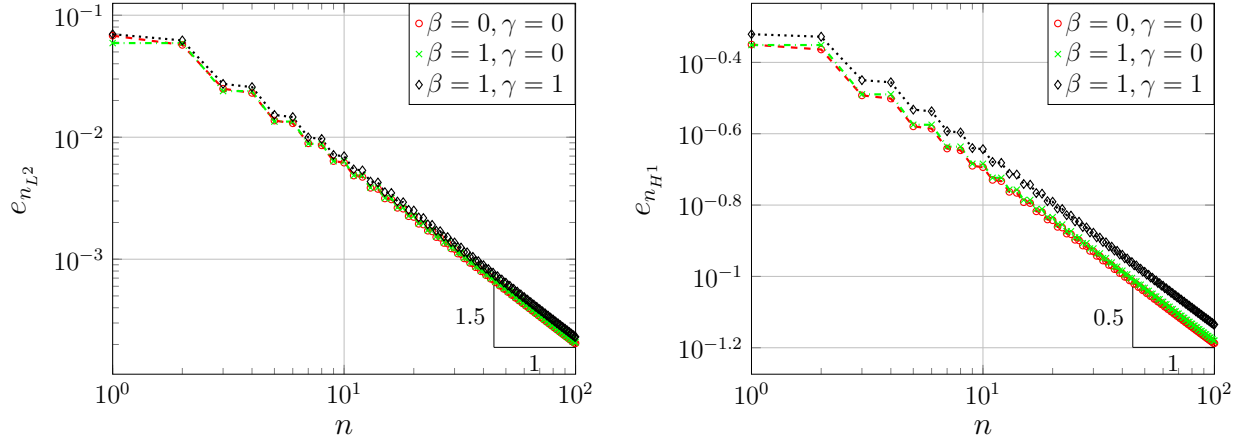 10^{-1}
10^{-2}
10^{-3}
e_{n_{L^2}}
β = 0, γ = 0
β = 1, γ = 0
β = 1, γ = 1
1.5
1
10^0
10^1
10^2
n
10^{-0.4}
10^{-0.6}
10^{-0.8}
10^{-1}
10^{-1.2}
e_{n_{H^1}}
β = 0, γ = 0
β = 1, γ = 0
β = 1, γ = 1
0.5
1
10^0
10^1
10^2
n